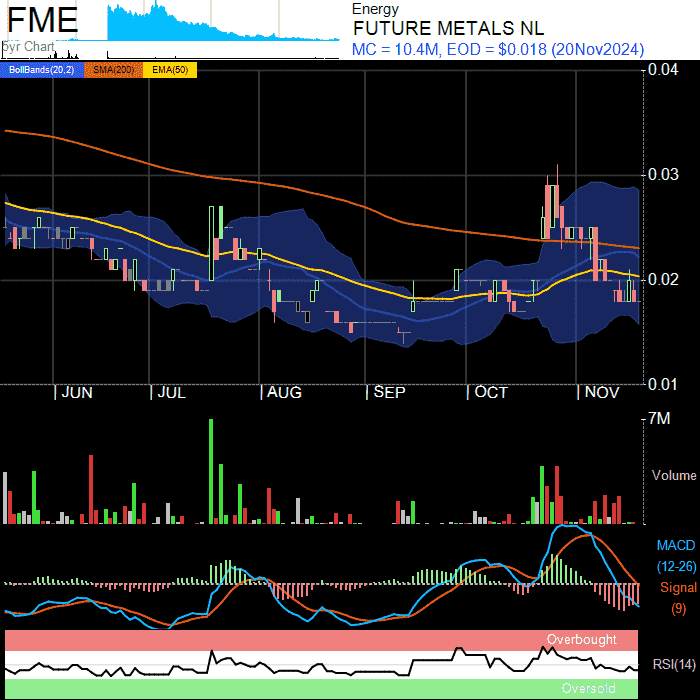 FME
5yr Chart
Energy
FUTURE METALS NL
MC = 10.4M, EOD = $0.018 (20Nov2024)
BollBands(20,2) SMA(200) EMA(50)
0.04
0.03
0.02
0.01
JUN JUL AUG SEP OCT NOV
7M
Volume
MACD
(12-26)
Signal
(9)
Overbought
RSI(14)
Oversold